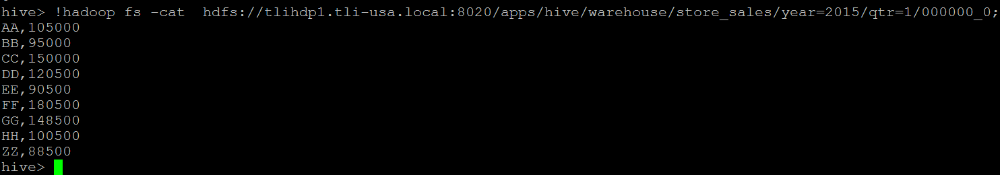 hive> !hadoop fs -cat  hdfs://tlihdp1.tli-usa.local:8020/apps/hive/warehouse/store_sales/year=2015/qtr=1/000000_0;
AA,105000
BB,95000
CC,150000
DD,120500
EE,90500
FF,180500
GG,148500
HH,100500
ZZ,88500
hive>